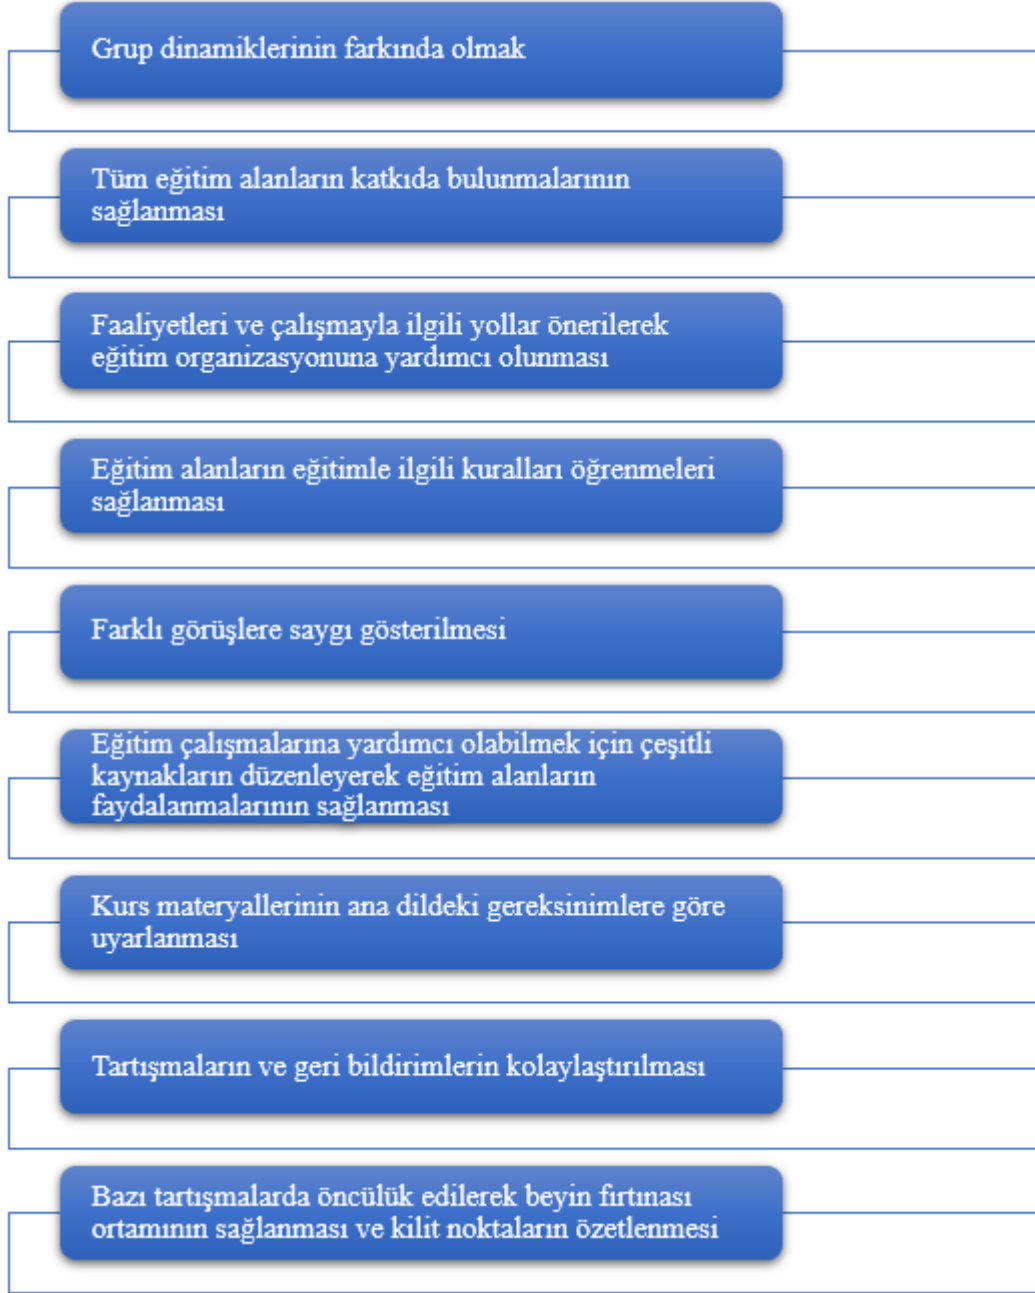 Grup dinamiklerinin farkında olmak
Tüm eğitim alanların katkıda bulunmalarının
sağlanması
Faaliyetleri ve çalışmayla ilgili yollar önerilerek
eğitim organizasyonuna yardımcı olunması
Eğitim alanların eğitimle ilgili kuralları öğrenmeleri
sağlanması
Farklı görüşlere saygı gösterilmesi
Eğitim çalışmalarına yardımcı olabilmek için çeşitli
kaynakların düzenleyerek eğitim alanların
faydalanmalarının sağlanması
Kurs materyallerinin ana dildeki gereksinimlere göre
uyarlanması
Tartışmaların ve geri bildirimlerin kolaylaştırılması
Bazı tartışmalarda öncülük edilerek beyin fırtınası
ortamının sağlanması ve kilit noktaların özetlenmesi